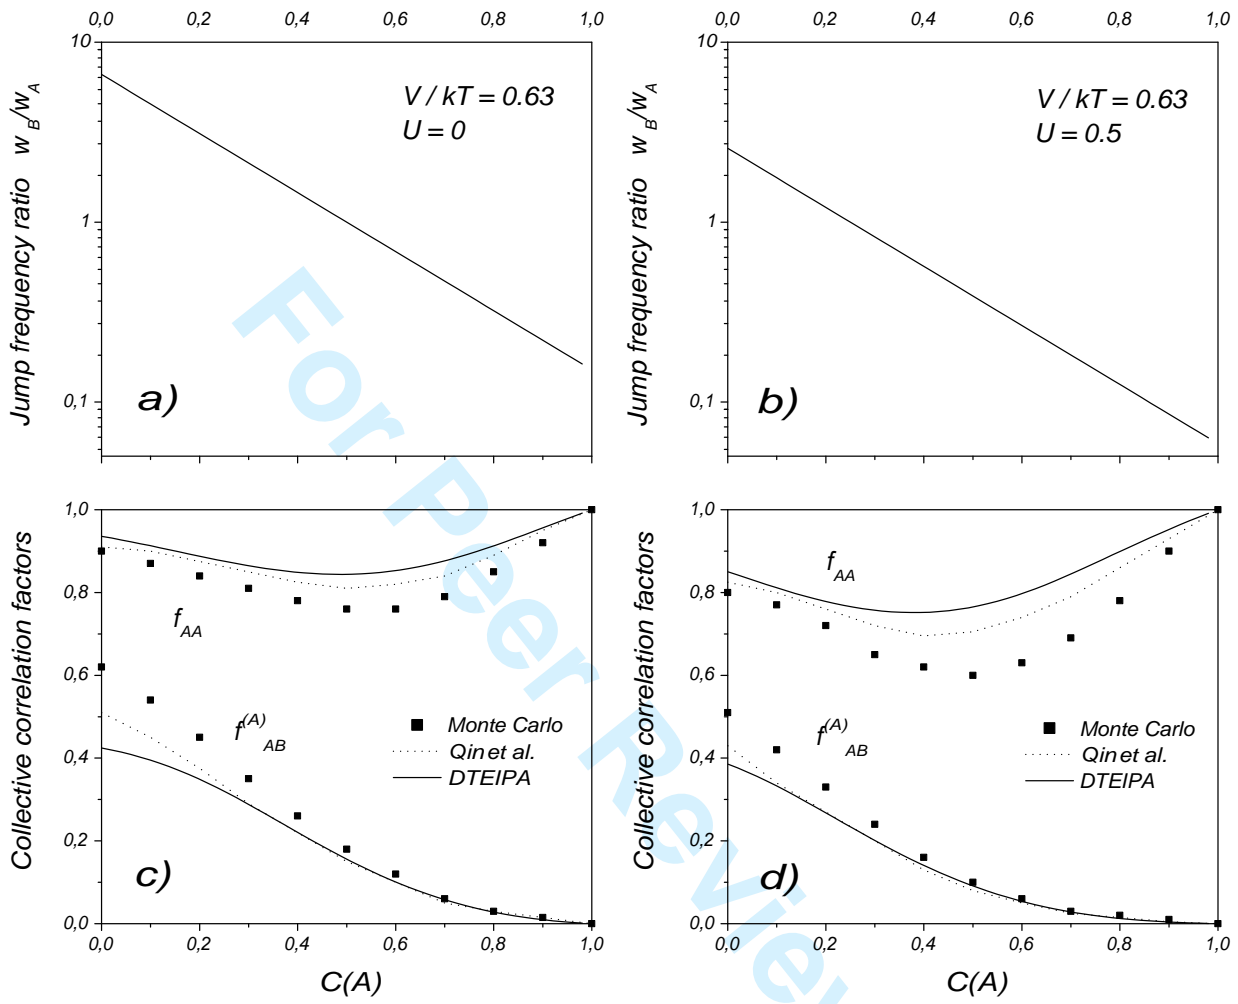 0,0 0,2 0,4 0,6 0,8 1,0
10
1
0,1
Jump frequency ratio w_B/w_A
V / kT = 0.63
U = 0
a)
0,0 0,2 0,4 0,6 0,8 1,0
10
1
0,1
Jump frequency ratio w_B/w_A
V / kT = 0.63
U = 0.5
b)
1,0
0,8
0,6
0,4
0,2
0,0
Collective correlation factors
f_AA
f^(A)_AB
Monte Carlo
Qin et al.
DTEIPA
c)
0,0 0,2 0,4 0,6 0,8 1,0
C(A)
1,0
0,8
0,6
0,4
0,2
0,0
Collective correlation factors
f_AA
f^(A)_AB
Monte Carlo
Qin et al.
DTEIPA
d)
0,0 0,2 0,4 0,6 0,8 1,0
C(A)
For Peer Review